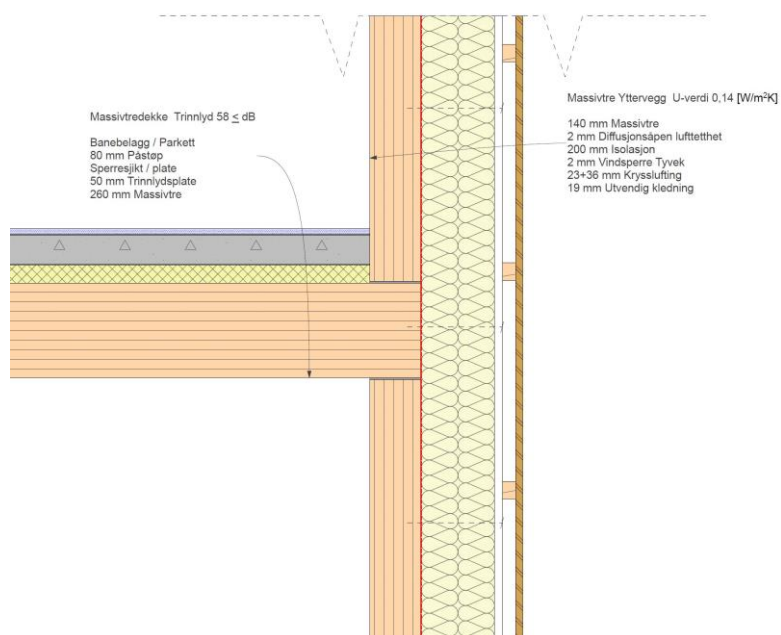 Massivtredekke Trinnlyd 58 ≤ dB
Banebelagg / Parkett
80 mm Påstøp
Sperresjikt / plate
50 mm Trinnlydsplate
260 mm Massivtre
Massivtre Yttervegg U-verdi 0,14 [W/m²K]
140 mm Massivtre
2 mm Diffusjonsåpen lufttetthet
200 mm Isolasjon
2 mm Vindsperre Tyvek
23+36 mm Krysslufting
19 mm Utvendig kledning